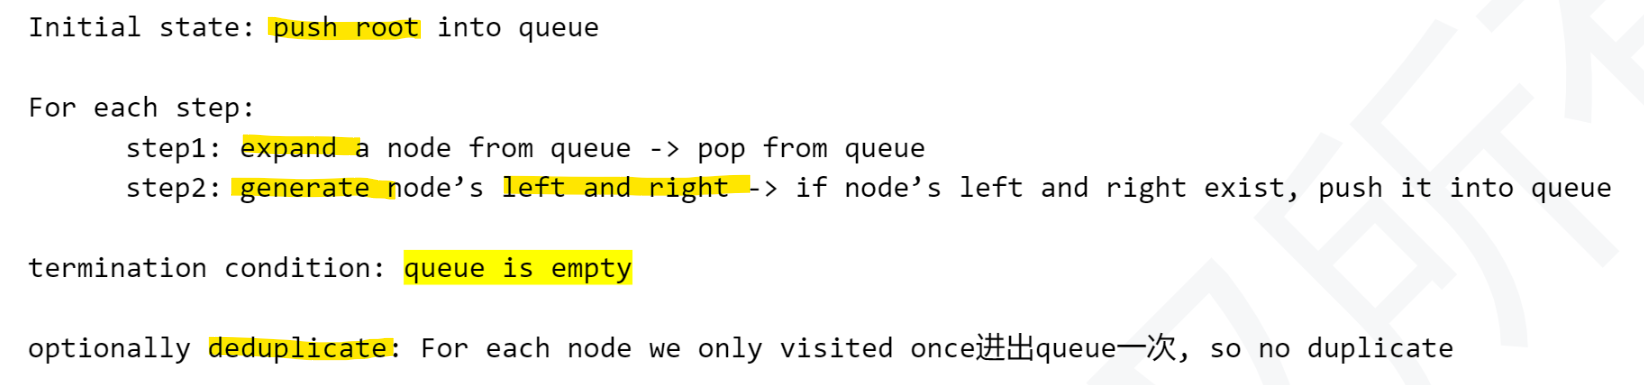 Initial state: push root into queue
For each step:
step1: expand a node from queue -> pop from queue
step2: generate node’s left and right -> if node’s left and right exist, push it into queue
termination condition: queue is empty
optionally deduplicate: For each node we only visited once进出queue一次, so no duplicate
所